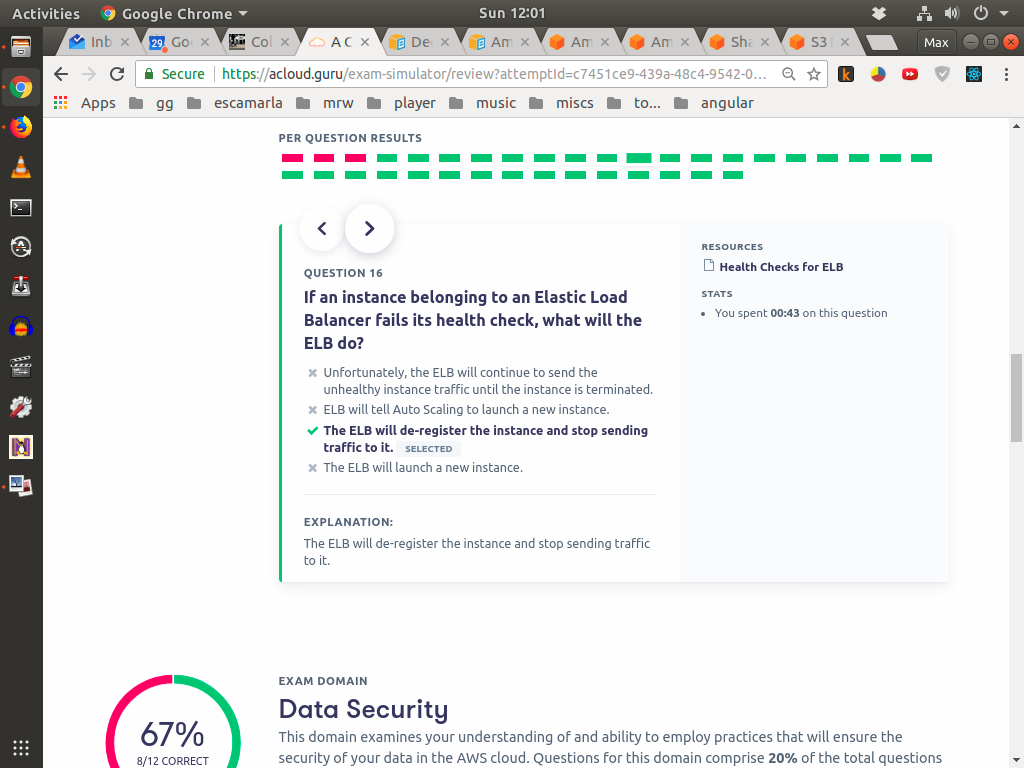 Activities
Google Chrome
Sun 12:01
Inb
29
Goo
Col
A C
Dec
Am
Am
Am
Sha
S3
Max
Secure
https://acloud.guru/exam-simulator/review?attemptId=c7451ce9-439a-48c4-9542-0...
Apps
gg
escamarla
mrw
player
music
miscs
to...
angular
PER QUESTION RESULTS
QUESTION 16
If an instance belonging to an Elastic Load
Balancer fails its health check, what will the
ELB do?
Unfortunately, the ELB will continue to send the
unhealthy instance traffic until the instance is terminated.
ELB will tell Auto Scaling to launch a new instance.
The ELB will de-register the instance and stop sending
traffic to it. SELECTED
The ELB will launch a new instance.
EXPLANATION:
The ELB will de-register the instance and stop sending traffic
to it.
RESOURCES
Health Checks for ELB
STATS
• You spent 00:43 on this question
67%
8/12 CORRECT
EXAM DOMAIN
Data Security
This domain examines your understanding of and ability to employ practices that will ensure the
security of your data in the AWS cloud. Questions for this domain comprise 20% of the total questions